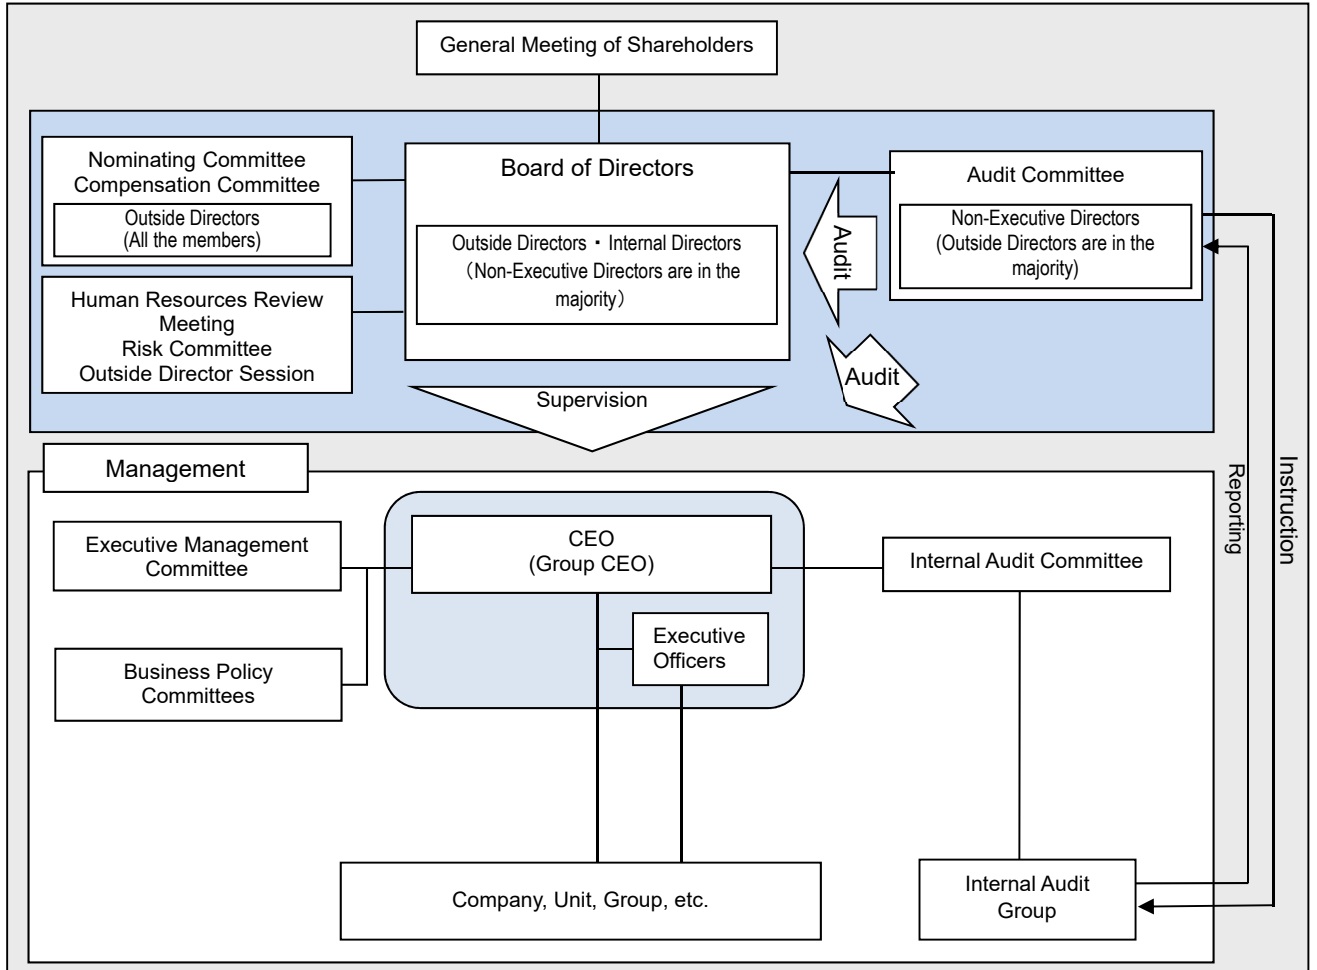 General Meeting of Shareholders
Nominating Committee
Compensation Committee
Outside Directors
(All the members)
Human Resources Review
Meeting
Risk Committee
Outside Director Session
Board of Directors
Outside Directors・Internal Directors
（Non-Executive Directors are in the
majority）
Audit
Audit Committee
Non-Executive Directors
(Outside Directors are in the
majority)
Audit
Supervision
Management
Executive Management
Committee
Business Policy
Committees
CEO
(Group CEO)
Executive
Officers
Internal Audit Committee
Reporting
Instruction
Company, Unit, Group, etc.
Internal Audit
Group